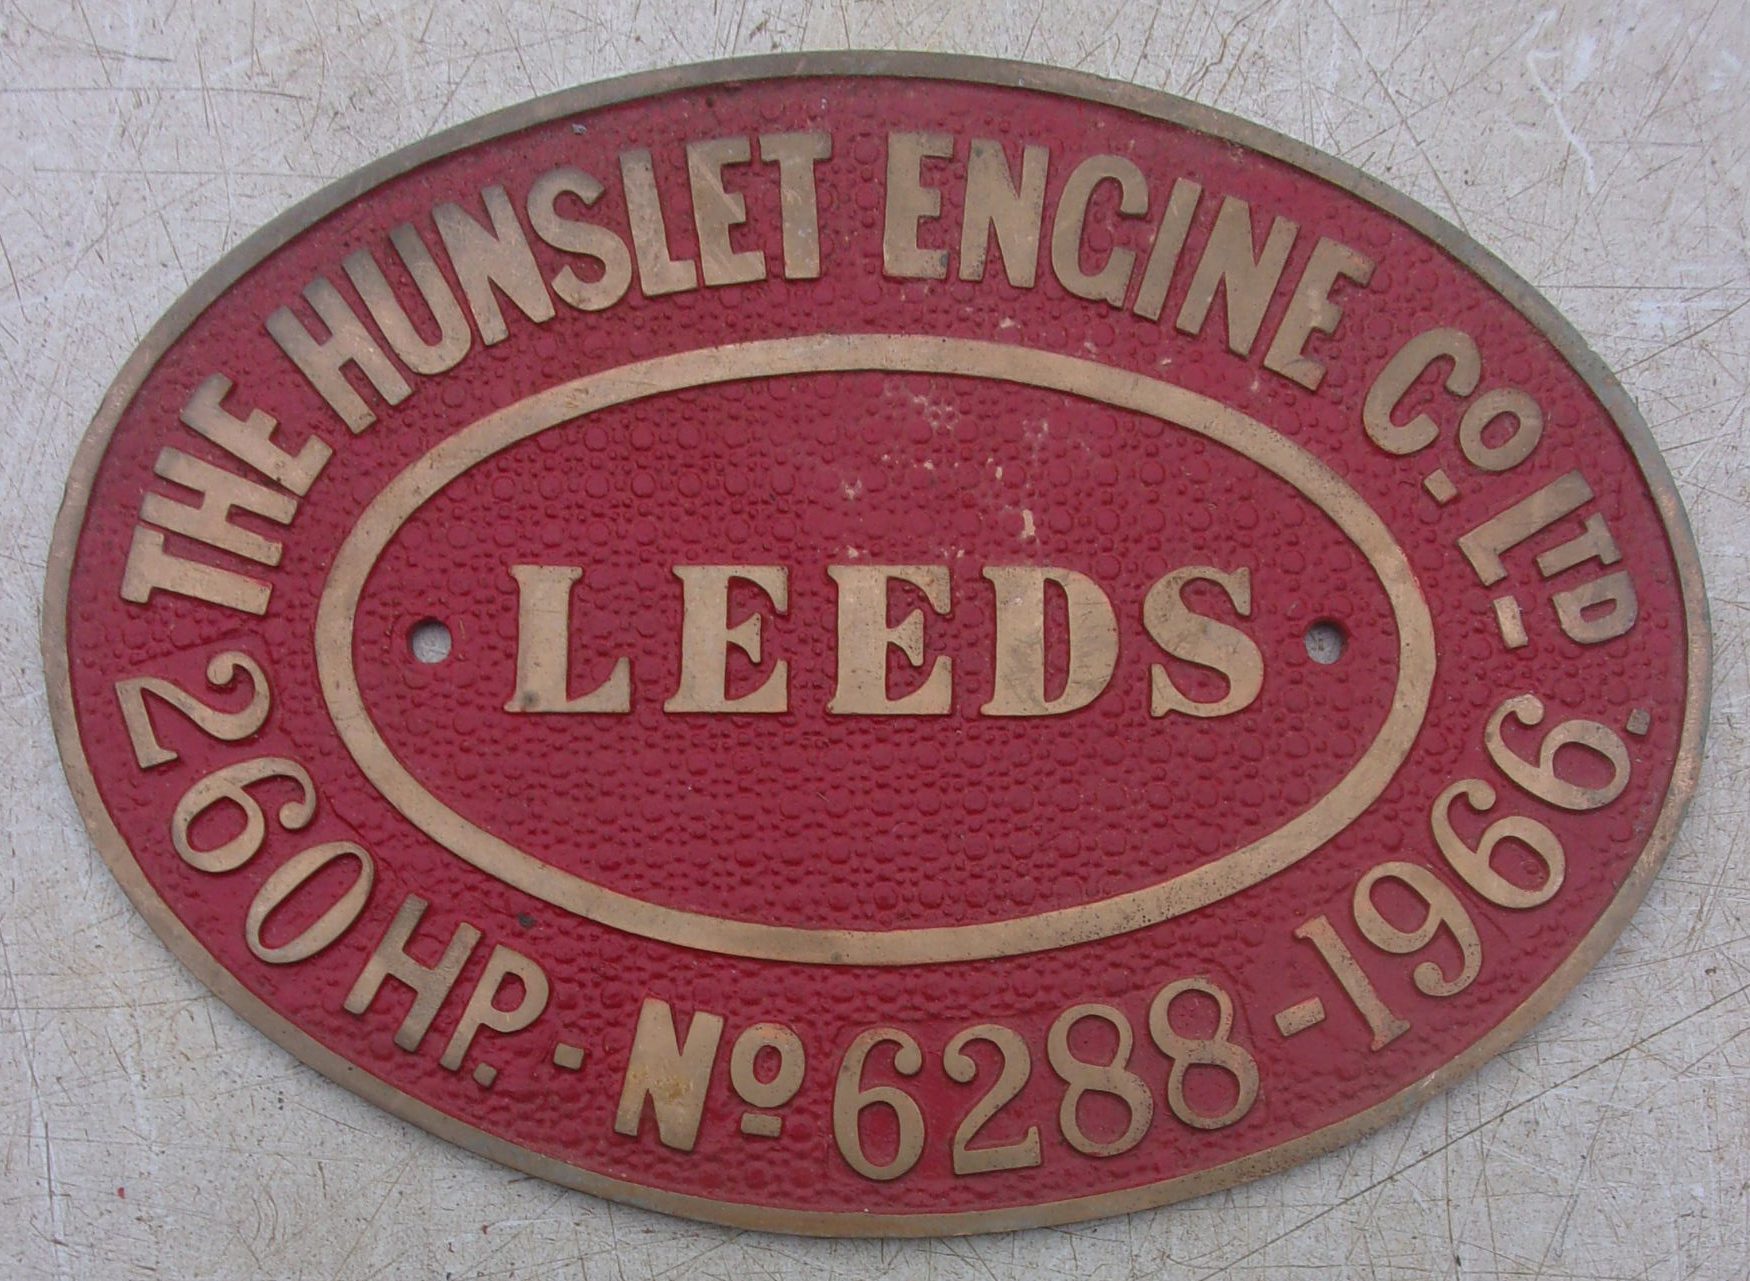 THE HUNSLET ENGINE Co. LTD.
LEEDS
260 HP. - No 6288 - 1966.